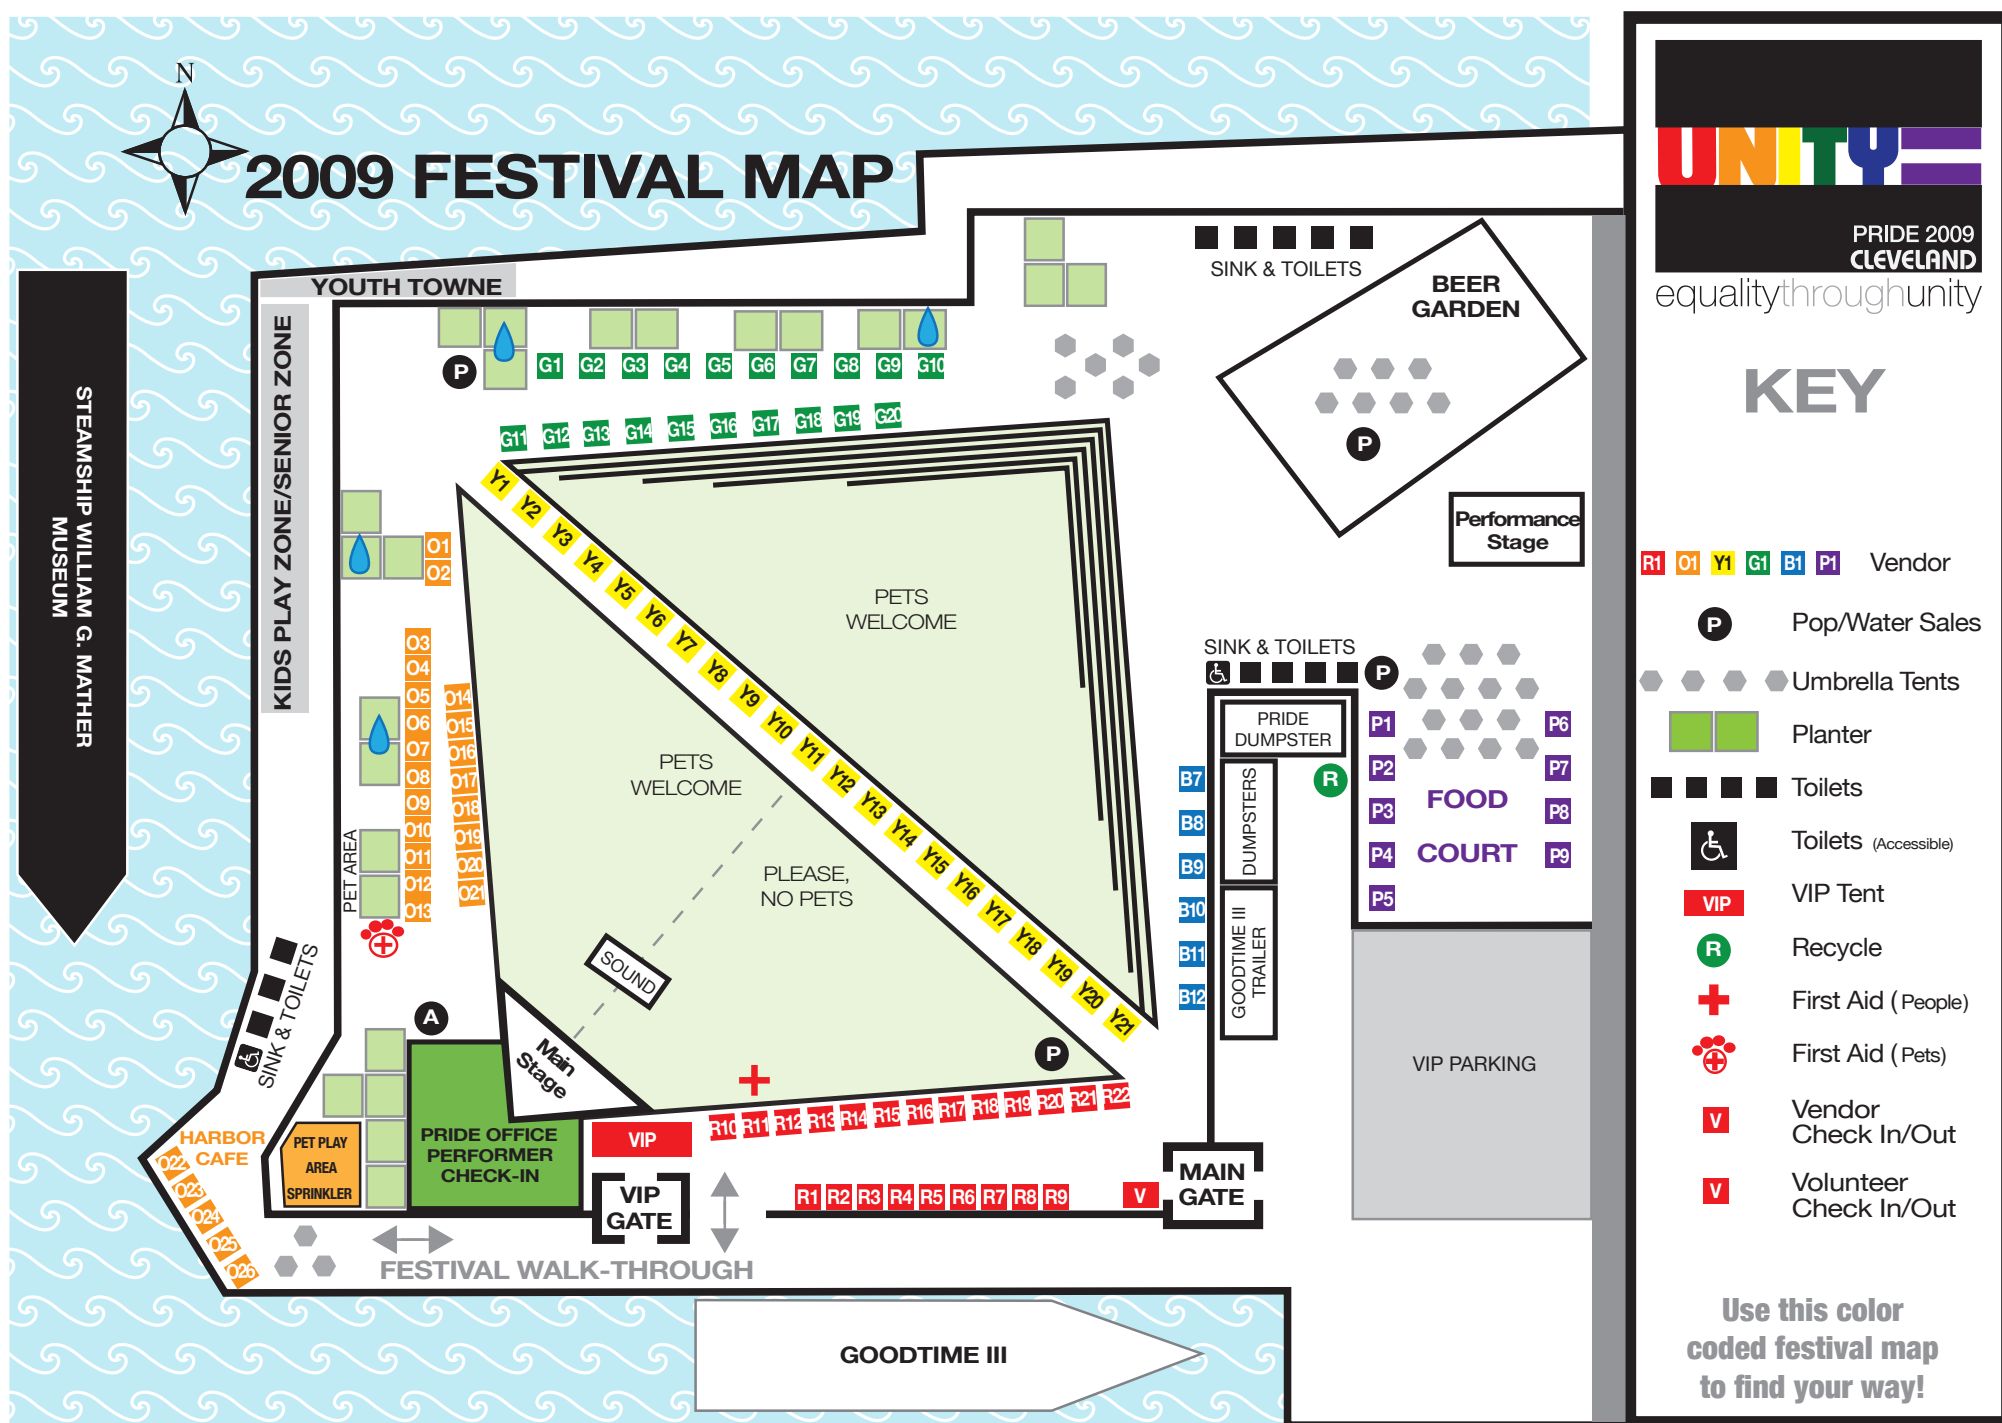 N
2009 FESTIVAL MAP
YOUTH TOWNE
KIDS PLAY ZONE/SENIOR ZONE
STEAMSHIP WILLIAM G. MATHER
MUSEUM
SINK & TOILETS
BEER
GARDEN
P
P
G1 G2 G3 G4 G5 G6 G7 G8 G9 G10
G11 G12 G13 G14 G15 G16 G17 G18 G19 G20
Performance
Stage
Y1
Y2
Y3
Y4
Y5
Y6
Y7
Y8
Y9
Y10
Y11
Y12
Y13
Y14
Y15
Y16
Y17
Y18
Y19
Y20
Y21
O1
O2
O3
O4
O5
O6
O7
O8
O9
O10
O11
O12
O13
O14
O15
O16
O17
O18
O19
O20
O21
PETS
WELCOME
PETS
WELCOME
PLEASE,
NO PETS
SOUND
Main
Stage
PET AREA
SINK & TOILETS
A
SINK & TOILETS
P
PRIDE
DUMPSTER
DUMPSTERS
R
GOODTIME III
TRAILER
B7
B8
B9
B10
B11
B12
P1
P2
P3
P4
P5
P6
P7
P8
P9
FOOD
COURT
VIP PARKING
P
HARBOR
CAFE
O22
O23
O24
O25
O26
PET PLAY
AREA
SPRINKLER
PRIDE OFFICE
PERFORMER
CHECK-IN
VIP
VIP
GATE
R10 R11 R12 R13 R14 R15 R16 R17 R18 R19 R20 R21 R22
R1 R2 R3 R4 R5 R6 R7 R8 R9
V
MAIN
GATE
FESTIVAL WALK-THROUGH
GOODTIME III
UNITY
PRIDE 2009
CLEVELAND
equalitythroughunity
KEY
R1 O1 Y1 G1 B1 P1 Vendor
P Pop/Water Sales
Umbrella Tents
Planter
Toilets
Toilets (Accessible)
VIP VIP Tent
R Recycle
First Aid (People)
First Aid (Pets)
V Vendor
Check In/Out
V Volunteer
Check In/Out
Use this color
coded festival map
to find your way!